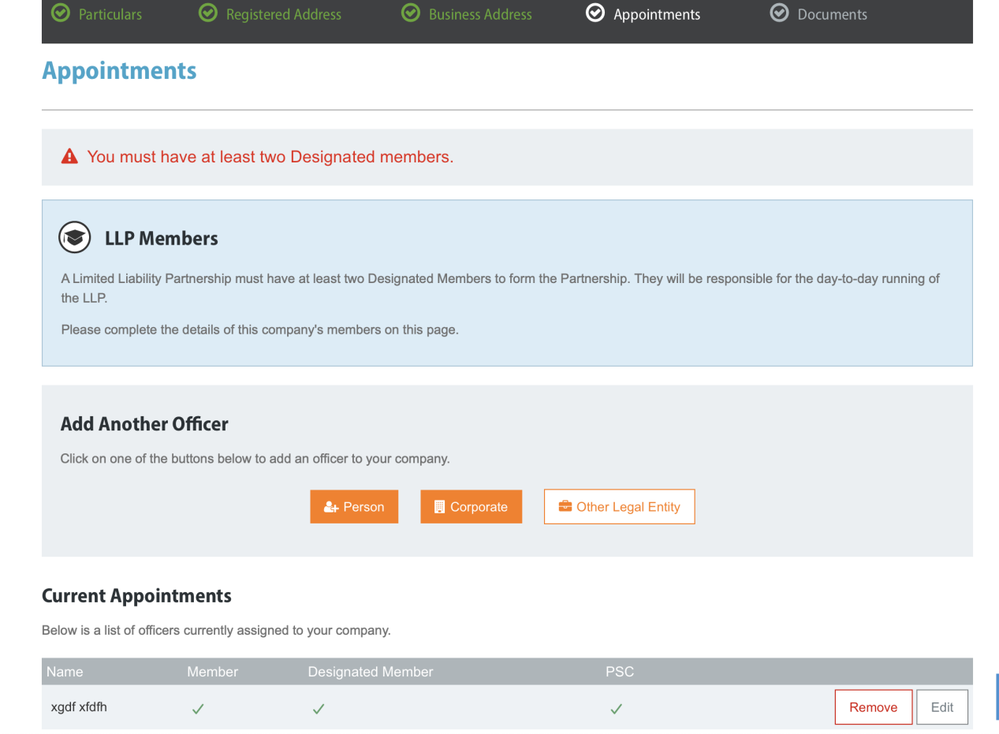 Particulars
Registered Address
Business Address
Appointments
Documents
Appointments
You must have at least two Designated members.
LLP Members
A Limited Liability Partnership must have at least two Designated Members to form the Partnership. They will be responsible for the day-to-day running of
the LLP.
Please complete the details of this company's members on this page.
Add Another Officer
Click on one of the buttons below to add an officer to your company.
Person
Corporate
Other Legal Entity
Current Appointments
Below is a list of officers currently assigned to your company.
Name Member Designated Member PSC
xgdf xfdfh Remove Edit